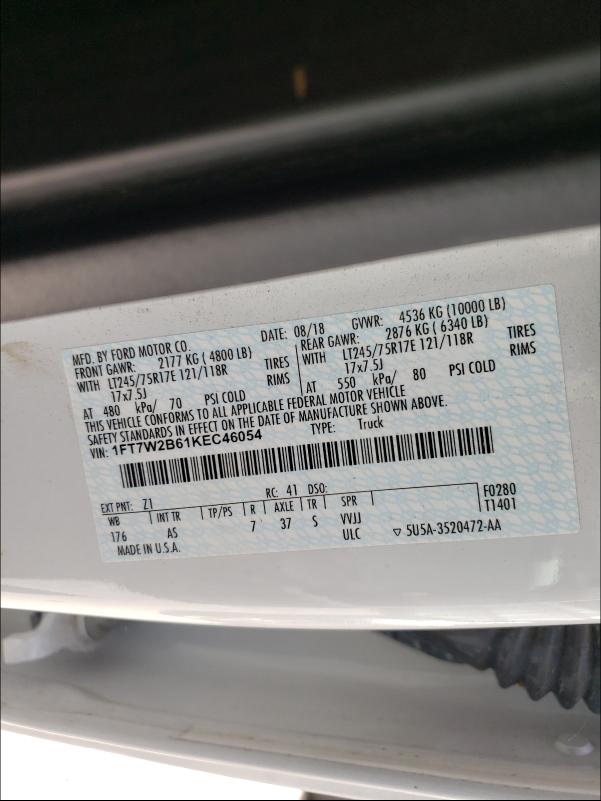 MFD. BY FORD MOTOR CO.
DATE: 08/18 GVWR: 4536 KG (10000 LB)
FRONT GAWR: 2177 KG ( 4800 LB) REAR GAWR: 2876 KG ( 6340 LB)
WITH LT245/75R17E 121/118R TIRES WITH LT245/75R17E 121/118R TIRES
17x7.5J RIMS 17x7.5J RIMS
AT 480 kPa/ 70 PSI COLD AT 550 kPa/ 80 PSI COLD
THIS VEHICLE CONFORMS TO ALL APPLICABLE FEDERAL MOTOR VEHICLE
SAFETY STANDARDS IN EFFECT ON THE DATE OF MANUFACTURE SHOWN ABOVE.
VIN: 1FT7W2B61KEC46054 TYPE: Truck
EXT PNT: Z1 RC: 41 DSO: F0280
WB INT TR TP/PS R AXLE TR SPR T1401
176 AS 7 37 S VVJJ
MADE IN U.S.A. ULC ▽ 5U5A-3520472-AA